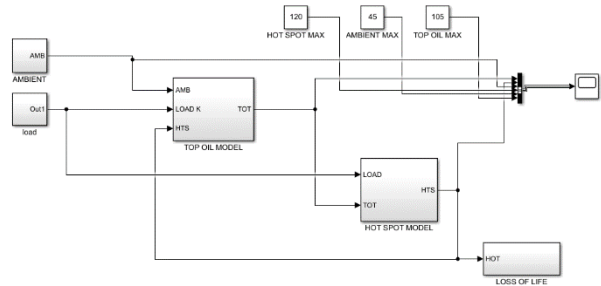 120
45
105
HOT SPOT MAX
AMBIENT MAX
TOP OIL MAX
AMB
AMBIENT
Out1
load
AMB
LOAD K
HTS
TOT
TOP OIL MODEL
LOAD
TOT
HTS
HOT SPOT MODEL
HOT
LOSS OF LIFE